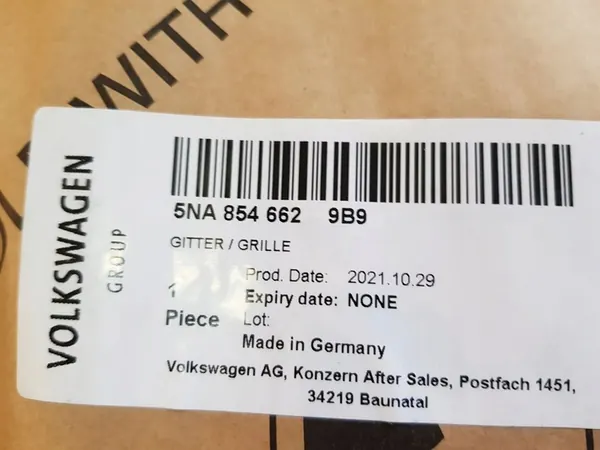 WITH
VOLKSWAGEN
GROUP
5NA 854 662 9B9
GITTER / GRILLE
Prod. Date: 2021.10.29
1 Expiry date: NONE
Piece Lot:
Made in Germany
Volkswagen AG, Konzern After Sales, Postfach 1451,
34219 Baunatal